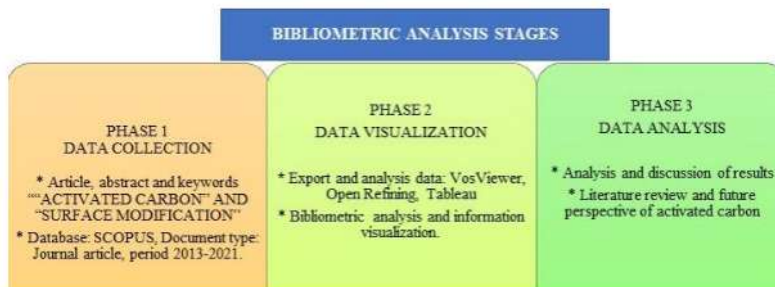 BIBLIOMETRIC ANALYSIS STAGES
PHASE 1
DATA COLLECTION
* Article, abstract and keywords
““ACTIVATED CARBON” AND
“SURFACE MODIFICATION”
* Database: SCOPUS, Document type:
Journal article, period 2013-2021.
PHASE 2
DATA VISUALIZATION
* Export and analysis data: VosViewer,
Open Refining, Tableau
* Bibliometric analysis and information
visualization.
PHASE 3
DATA ANALYSIS
* Analysis and discussion of results
* Literature review and future
perspective of activated carbon